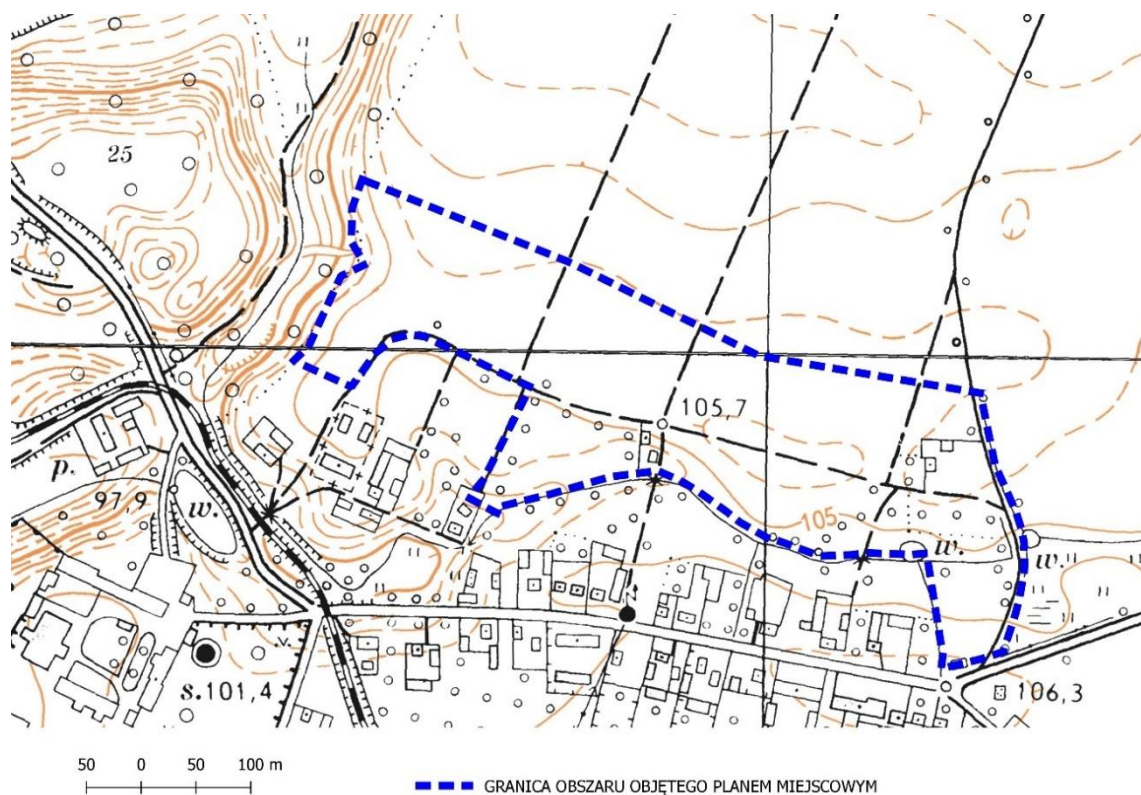 25
105,7
p.
97,9
w.
105
w.
w.
s.101,4
106,3
50 0 50 100 m
GRANICA OBSZARU OBJĘTEGO PLANEM MIEJSCOWYM